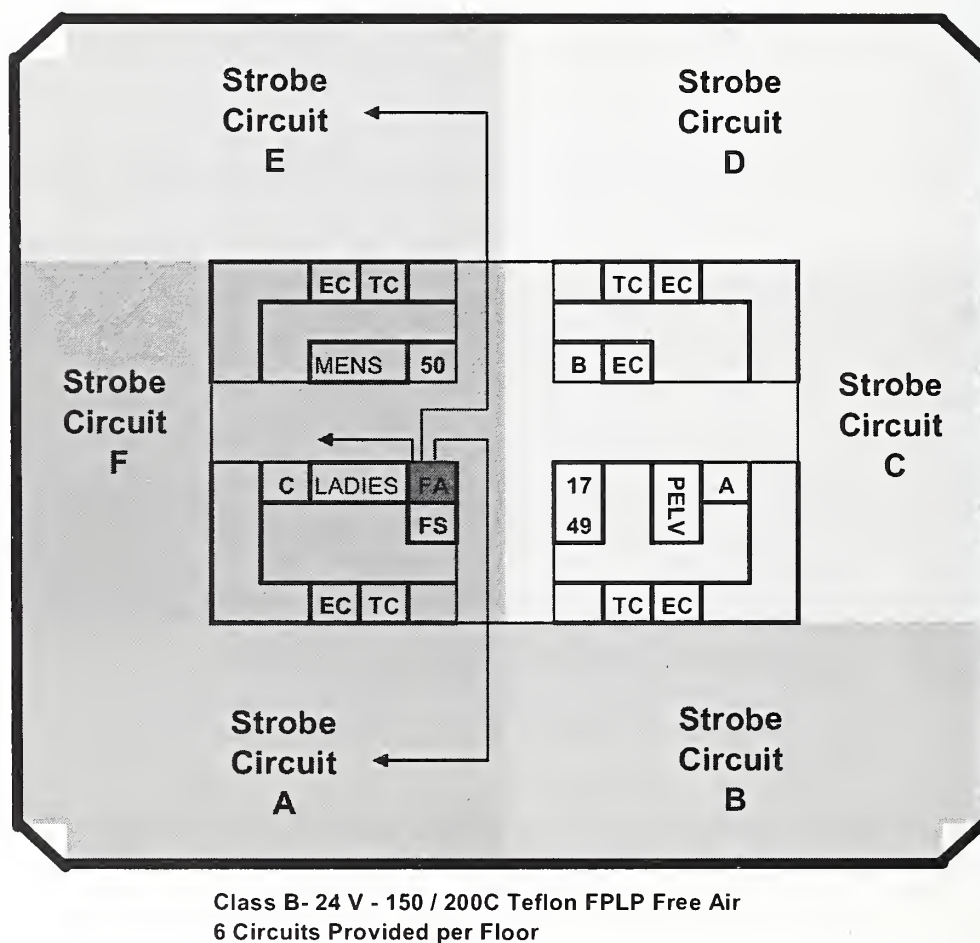 Strobe
Circuit
E
Strobe
Circuit
D
EC TC
TC EC
MENS 50
B EC
Strobe
Circuit
F
Strobe
Circuit
C
C LADIES FA
FS
17
49
PELV
A
EC TC
TC EC
Strobe
Circuit
A
Strobe
Circuit
B
Class B- 24 V - 150 / 200C Teflon FPLP Free Air
6 Circuits Provided per Floor